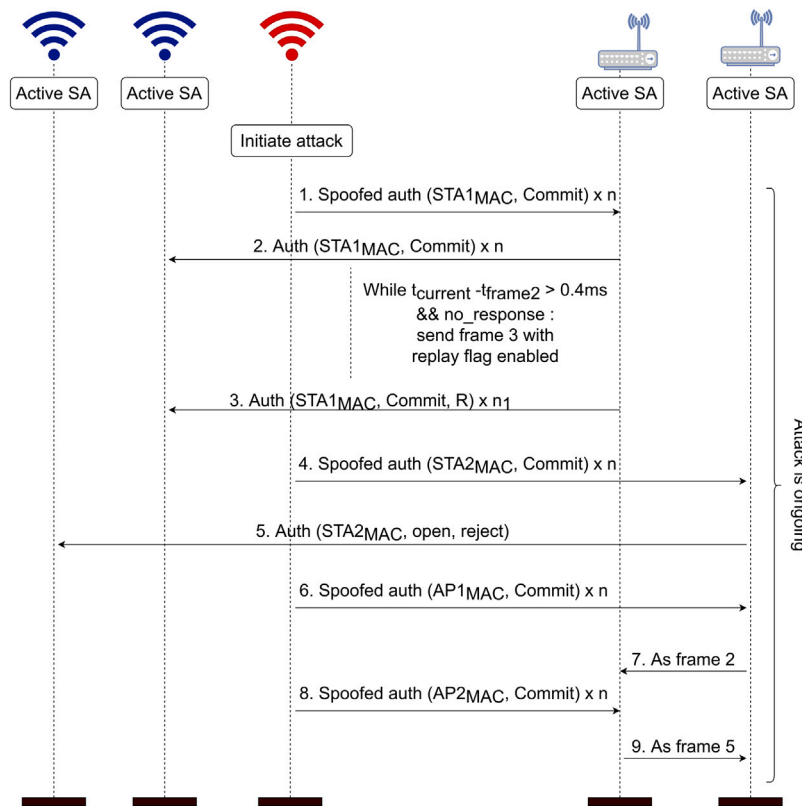 Active SA
Active SA
Active SA
Active SA
Initiate attack
1. Spoofed auth (STA1MAC, Commit) x n
2. Auth (STA1MAC, Commit) x n
While tcurrent -tframe2 > 0.4ms
&& no_response :
send frame 3 with
replay flag enabled
3. Auth (STA1MAC, Commit, R) x n1
4. Spoofed auth (STA2MAC, Commit) x n
5. Auth (STA2MAC, open, reject)
6. Spoofed auth (AP1MAC, Commit) x n
7. As frame 2
8. Spoofed auth (AP2MAC, Commit) x n
9. As frame 5
Attack is ongoing